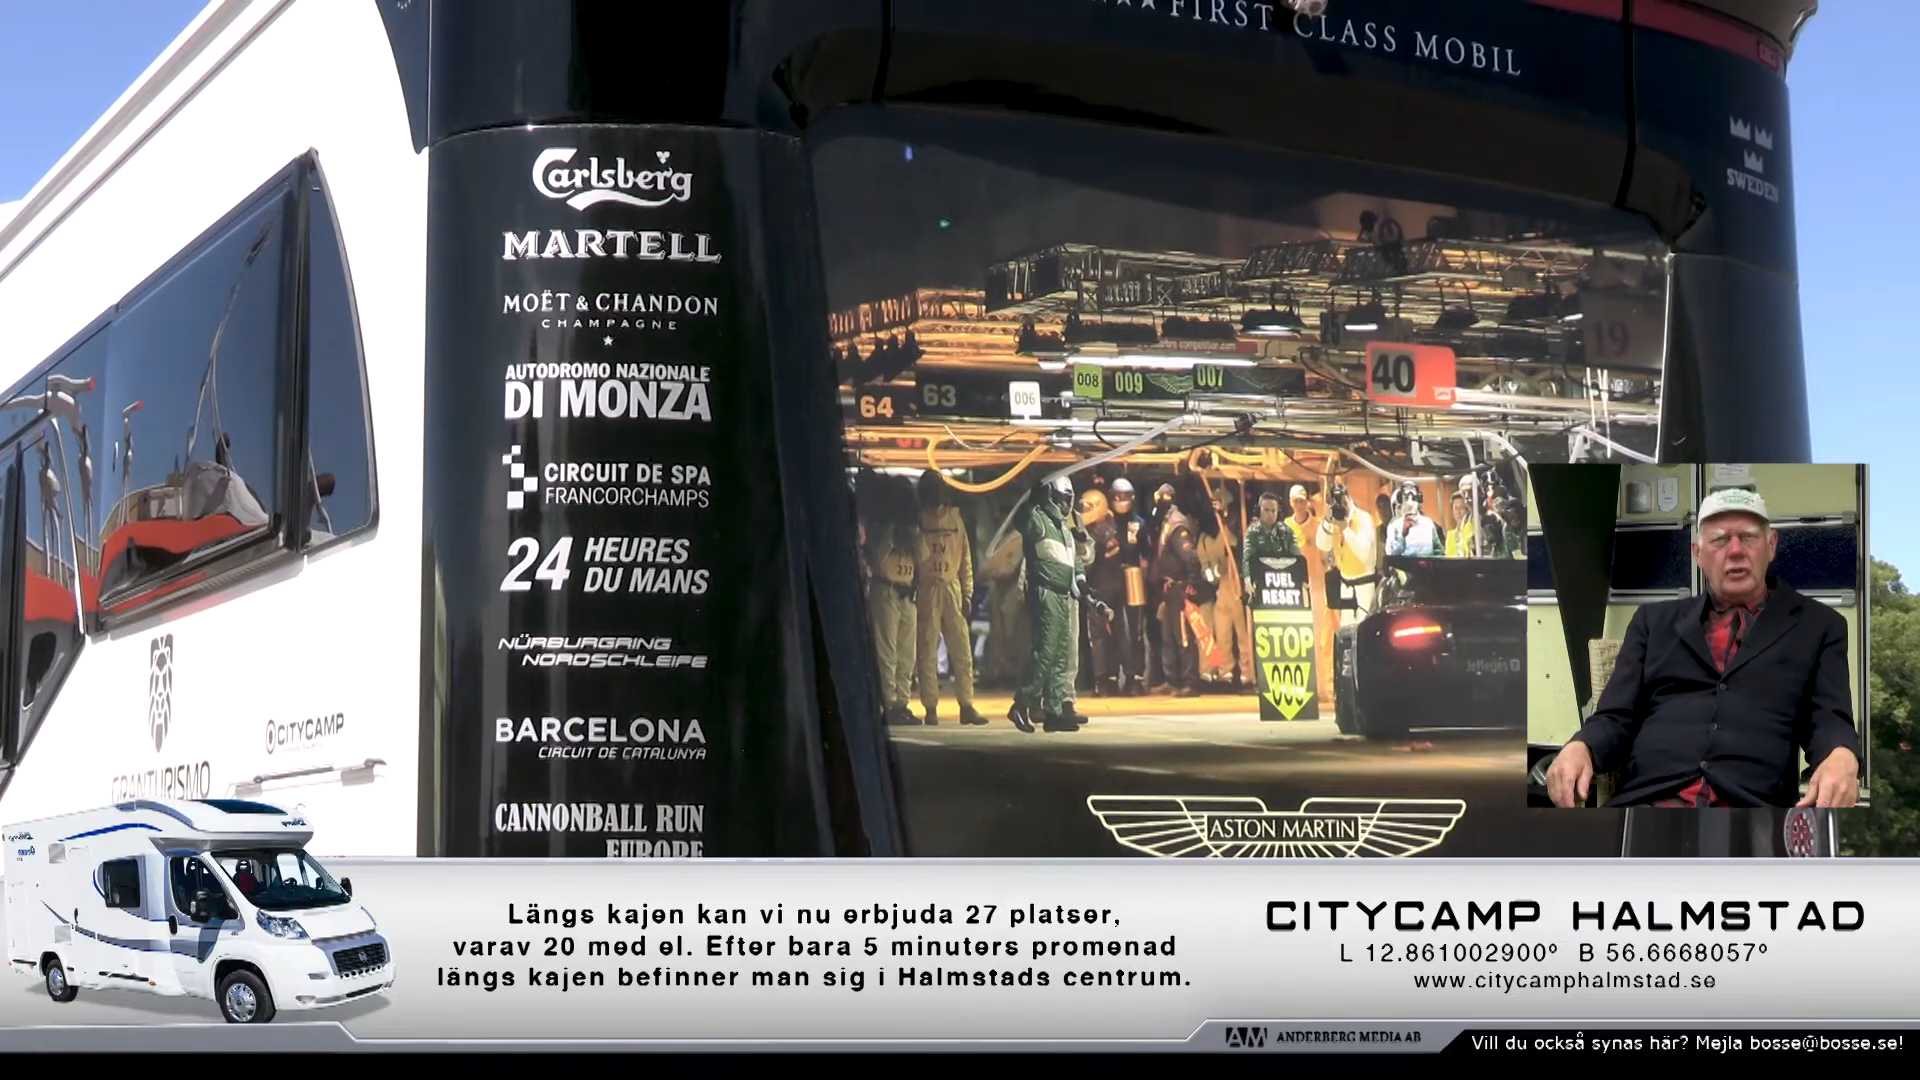 FIRST CLASS MOBIL
SWEDEN
Carlsberg
MARTELL
MOËT & CHANDON
CHAMPAGNE
AUTODROMO NAZIONALE
DI MONZA
CIRCUIT DE SPA
FRANCORCHAMPS
24 HEURES
DU MANS
NÜRBURGRING
NORDSCHLEIFE
BARCELONA
CIRCUIT DE CATALUNYA
CANNONBALL RUN
EUROPE
19
40
008 009 007
64 63 006
FUEL
RESET
STOP
009
ASTON MARTIN
CITYCAMP
GRANTURISMO
Längs kajen kan vi nu erbjuda 27 platser,
varav 20 med el. Efter bara 5 minuters promenad
längs kajen befinner man sig i Halmstads centrum.
CITYCAMP HALMSTAD
L 12.861002900° B 56.6668057°
www.citycamphalmstad.se
AM ANDERBERG MEDIA AB
Vill du också synas här? Mejla bosse@bosse.se!